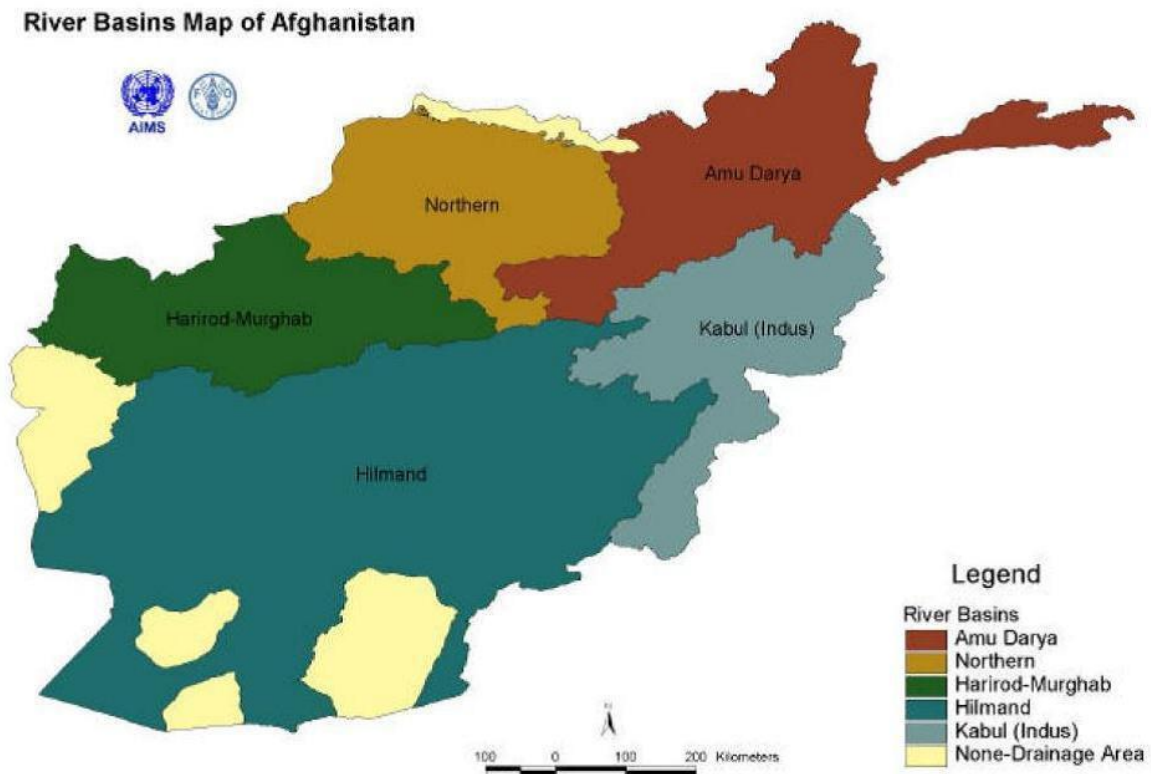 River Basins Map of Afghanistan
AIMS
F O
Amu Darya
Northern
Harirod-Murghab
Kabul (Indus)
Hilmand
Legend
River Basins
Amu Darya
Northern
Harirod-Murghab
Hilmand
Kabul (Indus)
None-Drainage Area
100 0 100 200 Kilometers